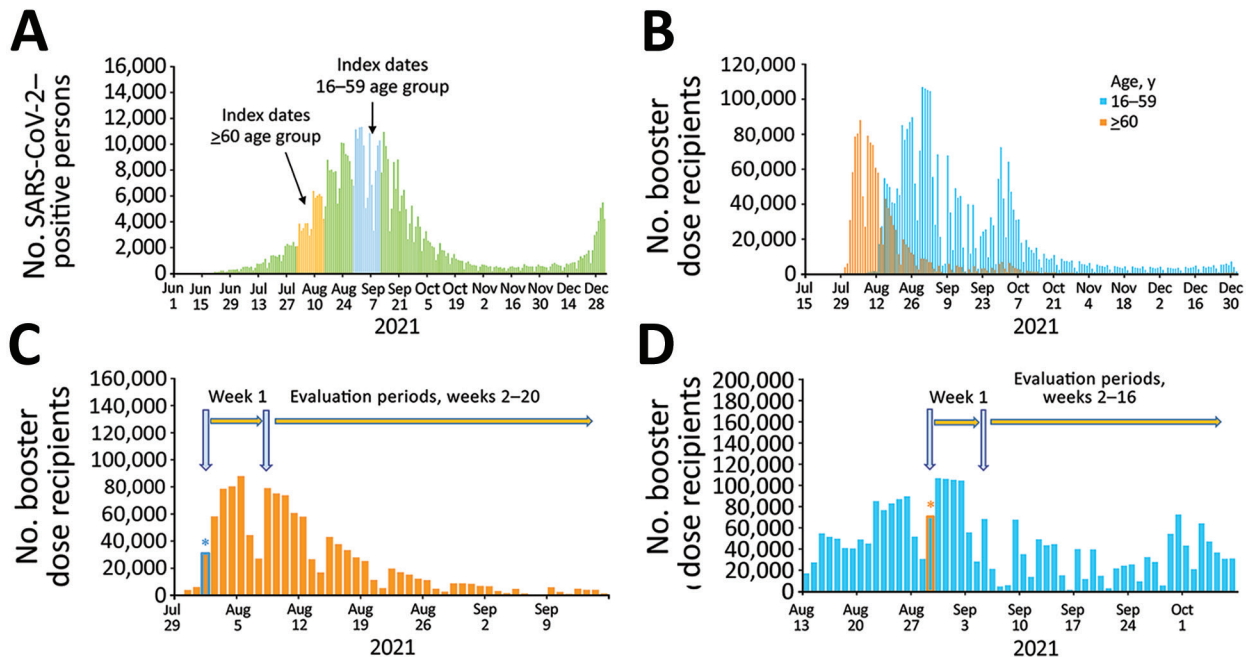 A
No. SARS-CoV-2–
positive persons
16,000
14,000
12,000
10,000
8,000
6,000
4,000
2,000
0
Index dates
≥60 age group
Index dates
16–59 age group
Jun Jun Jun Jul Jul Aug Aug Sep Sep Oct Oct Nov Nov Nov Dec Dec
1 15 29 13 27 10 24 7 21 5 19 2 16 30 14 28
2021
B
No. booster
dose recipients
120,000
100,000
80,000
60,000
40,000
20,000
0
Age, y
16–59
≥60
Jul Jul Aug Aug Sep Sep Oct Oct Nov Nov Dec Dec Dec
15 29 12 26 9 23 7 21 4 18 2 16 30
2021
C
No. booster
dose recipients
160,000
140,000
120,000
100,000
80,000
60,000
40,000
20,000
0
Week 1
Evaluation periods, weeks 2–20
*
Jul Aug Aug Aug Aug Sep Sep
29 5 12 19 26 2 9
2021
D
No. booster
dose recipients
200,000
180,000
160,000
140,000
120,000
100,000
80,000
60,000
40,000
20,000
0
Week 1
Evaluation periods,
weeks 2–16
*
Aug Aug Aug Sep Sep Sep Sep Oct
13 20 27 3 10 17 24 1
2021